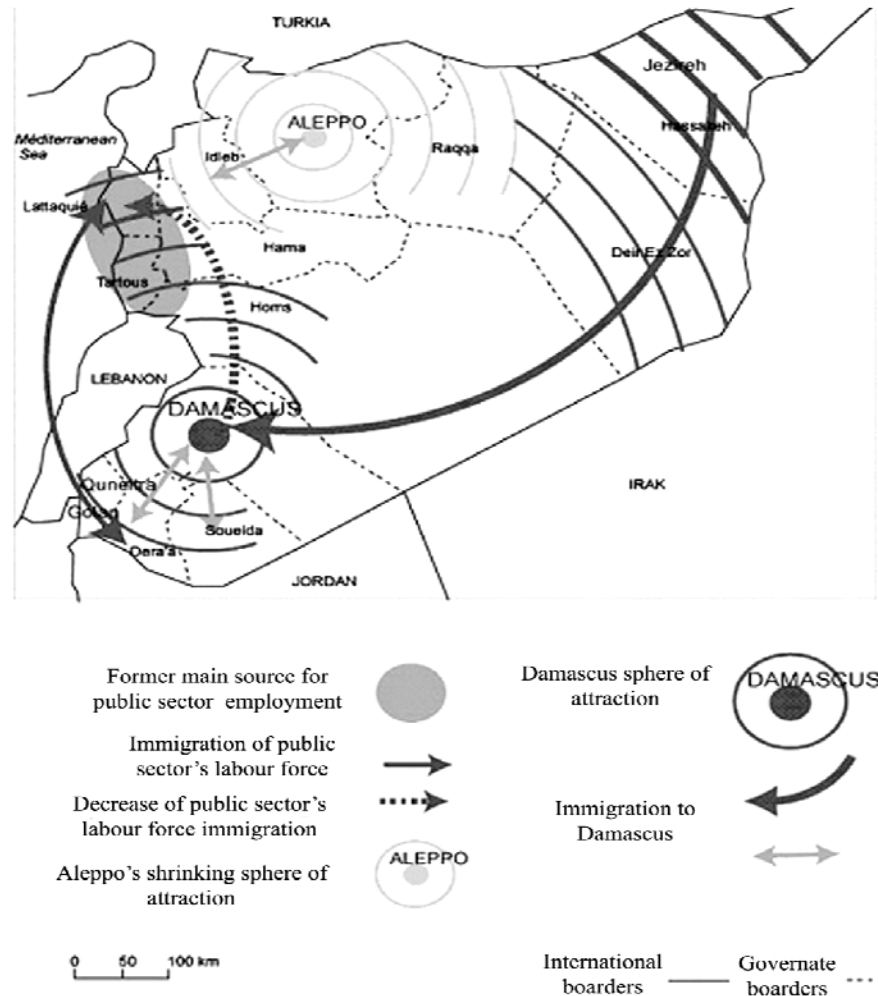 TURKIA
Jezireh
Méditerranean
Sea
ALEPPO
Hassabeh
Idleb
Raqqa
Lattaquié
Hama
Deir Ez Zor
Tartous
Homs
LEBANON
DAMASCUS
Quneitra
IRAK
Golan
Soueida
Dera'a
JORDAN
Former main source for
public sector employment
Damascus sphere of
attraction
DAMASCUS
Immigration of public
sector's labour force
Decrease of public sector's
labour force immigration
Immigration to
Damascus
Aleppo's shrinking sphere of
attraction
ALEPPO
0 50 100 km
International
boarders
Governate
boarders